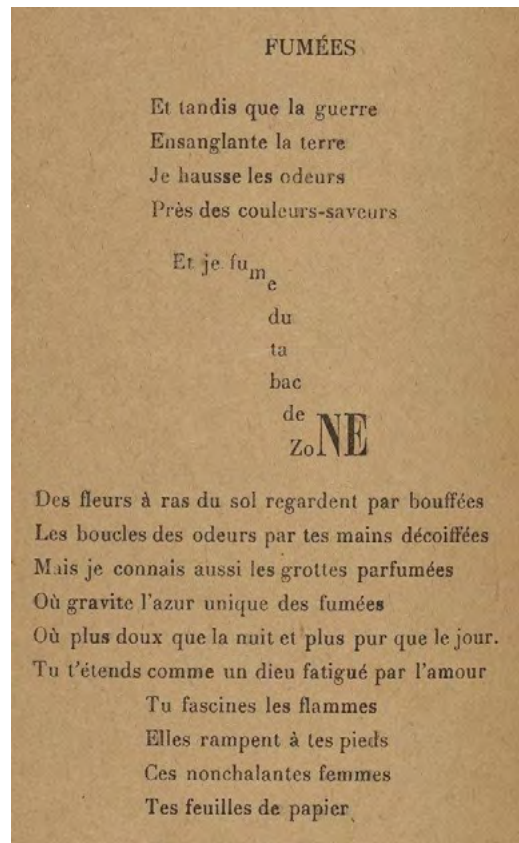 FUMÉES
Et tandis que la guerre
Ensanglante la terre
Je hausse les odeurs
Près des couleurs-saveurs
Et je fume
du
ta
bac
de
ZoNE
Des fleurs à ras du sol regardent par bouffées
Les boucles des odeurs par tes mains décoiffées
Mais je connais aussi les grottes parfumées
Où gravite l'azur unique des fumées
Où plus doux que la nuit et plus pur que le jour.
Tu t'étends comme un dieu fatigué par l'amour
Tu fascines les flammes
Elles rampent à tes pieds
Ces nonchalantes femmes
Tes feuilles de papier